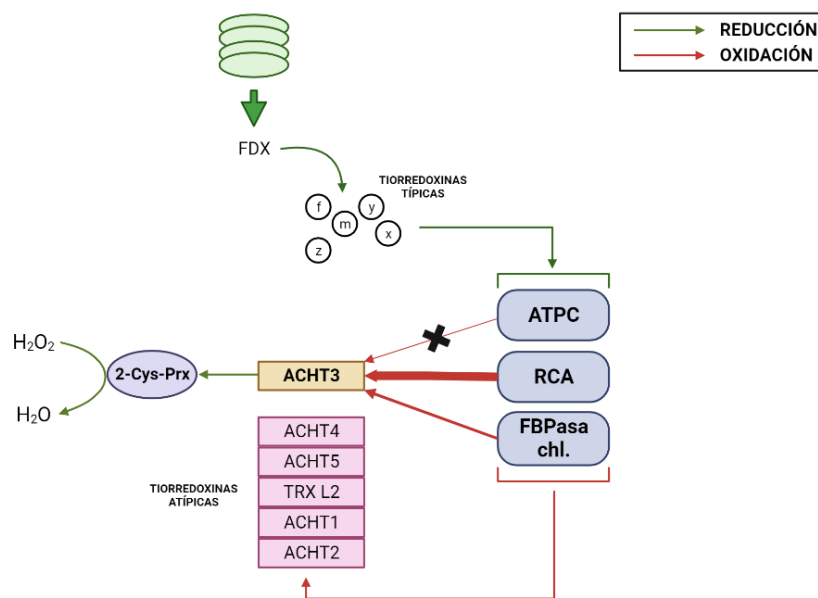 REDUCCIÓN
OXIDACIÓN
FDX
TIORREDOXINAS
TÍPICAS
f
y
m
x
z
ATPC
H₂O₂
2-Cys-Prx
ACHT3
RCA
H₂O
FBPasa
chl.
ACHT4
ACHT5
TIORREDOXINAS
ATÍPICAS
TRX L2
ACHT1
ACHT2